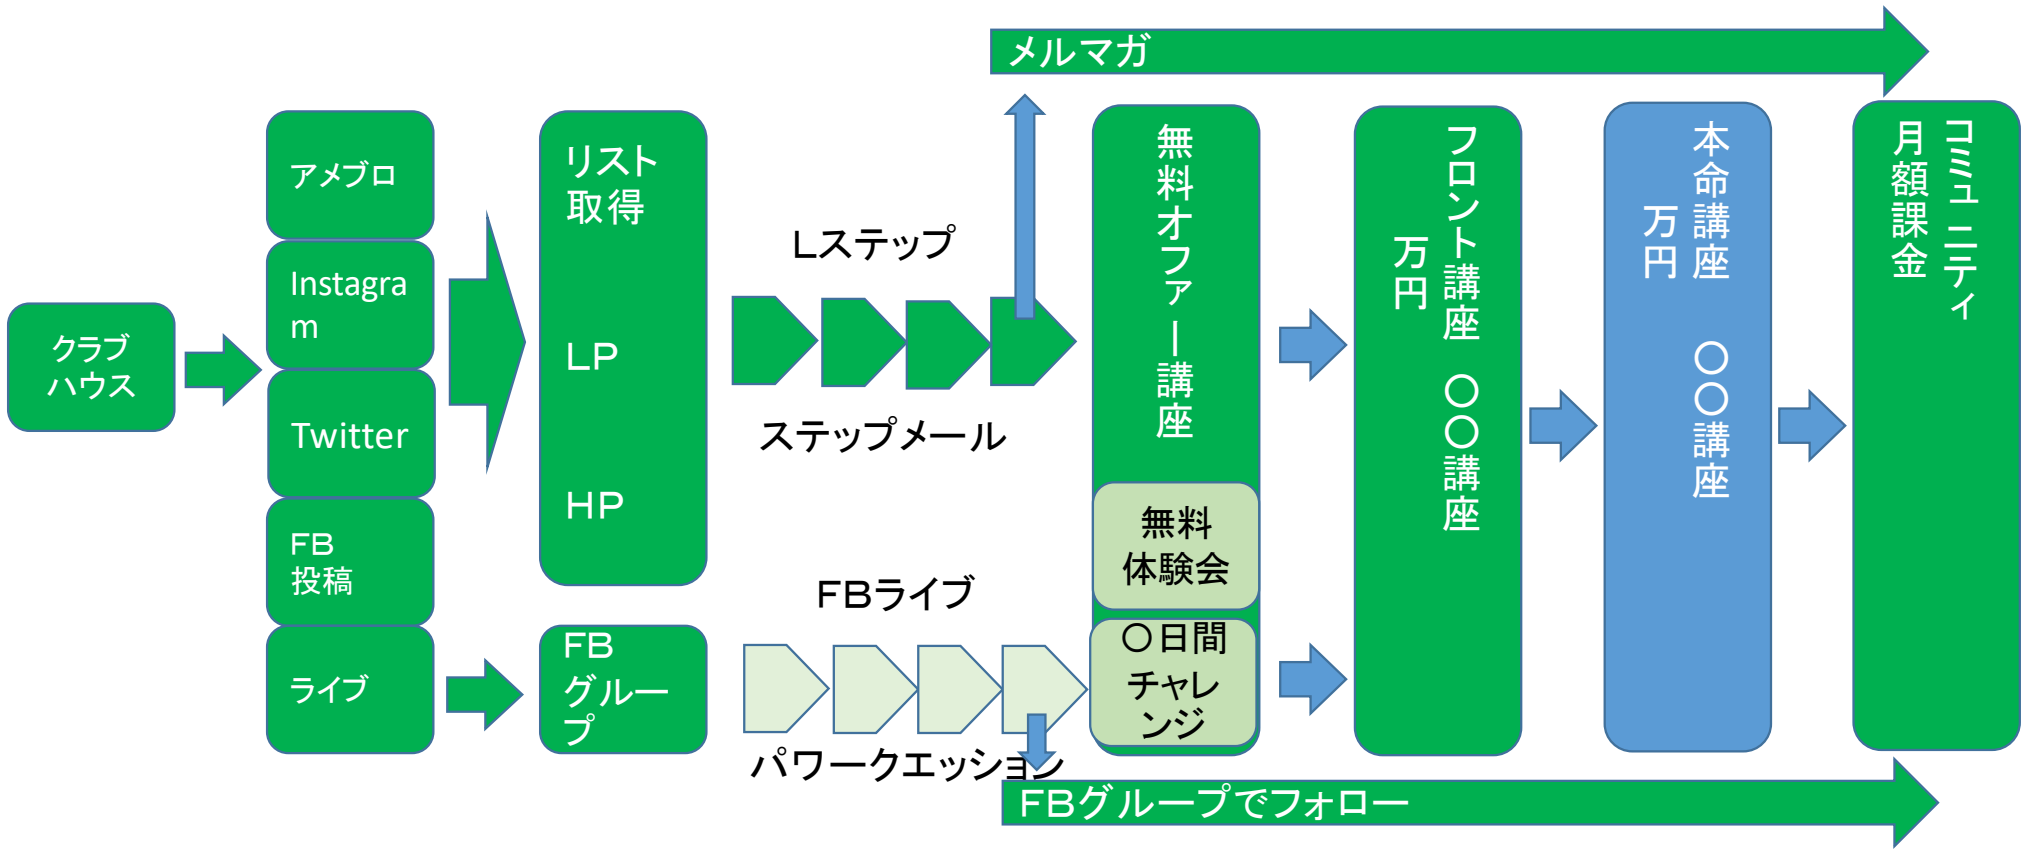 メルマガ
クラブ
ハウス
アメブロ
Instagra
m
Twitter
ＦＢ
投稿
ライブ
リスト
取得
ＬＰ
ＨＰ
ＦＢ
グルー
プ
Ｌステップ
ステップメール
ＦＢライブ
パワークエッション
無料オファー講座
無料
体験会
〇日間
チャレ
ンジ
フロント講座　〇〇講座
万円
本命講座　〇〇講座
万円
コミュニティ
月額課金
ＦＢグループでフォロー